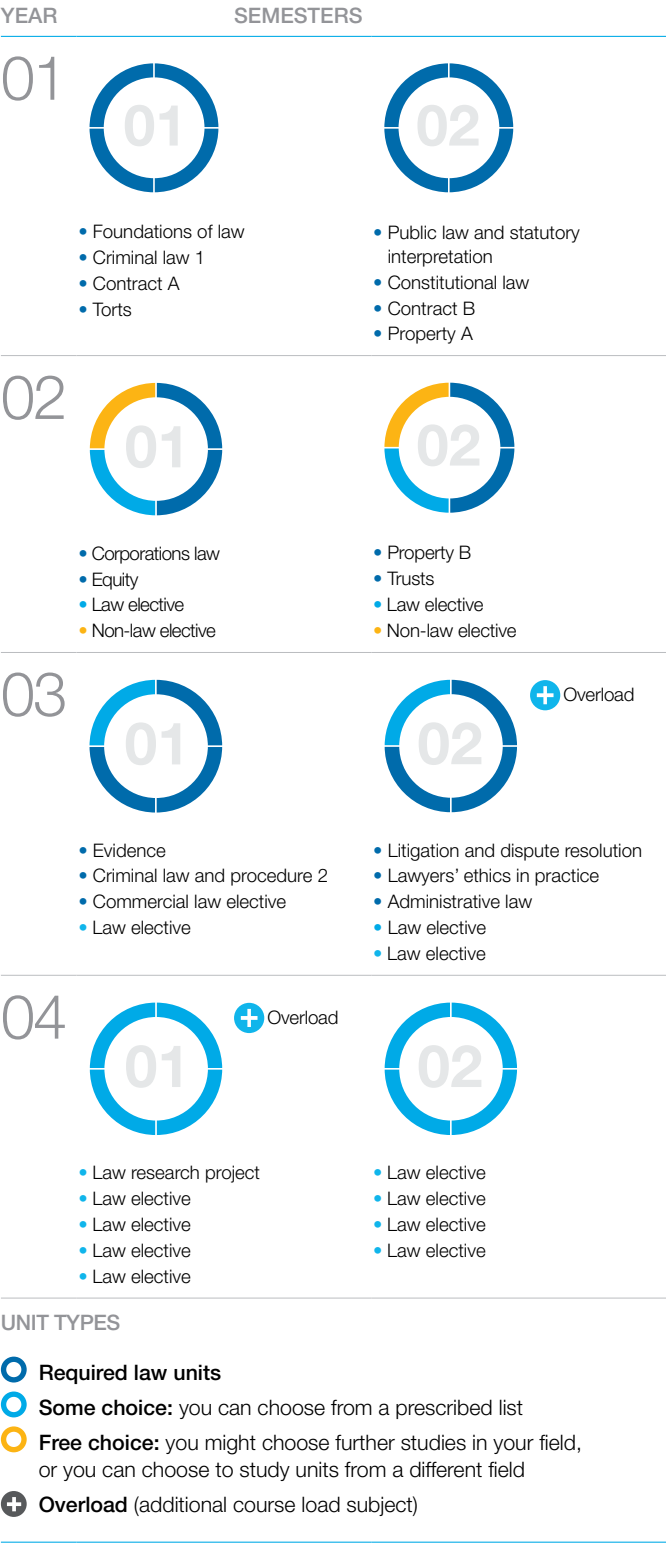 YEAR SEMESTERS
01
01
• Foundations of law
• Criminal law 1
• Contract A
• Torts
02
• Public law and statutory
interpretation
• Constitutional law
• Contract B
• Property A
02
01
• Corporations law
• Equity
• Law elective
• Non-law elective
02
• Property B
• Trusts
• Law elective
• Non-law elective
03
01
• Evidence
• Criminal law and procedure 2
• Commercial law elective
• Law elective
02
Overload
• Litigation and dispute resolution
• Lawyers’ ethics in practice
• Administrative law
• Law elective
• Law elective
04
01
Overload
• Law research project
• Law elective
• Law elective
• Law elective
• Law elective
02
• Law elective
• Law elective
• Law elective
• Law elective
UNIT TYPES
Required law units
Some choice: you can choose from a prescribed list
Free choice: you might choose further studies in your field,
or you can choose to study units from a different field
Overload (additional course load subject)